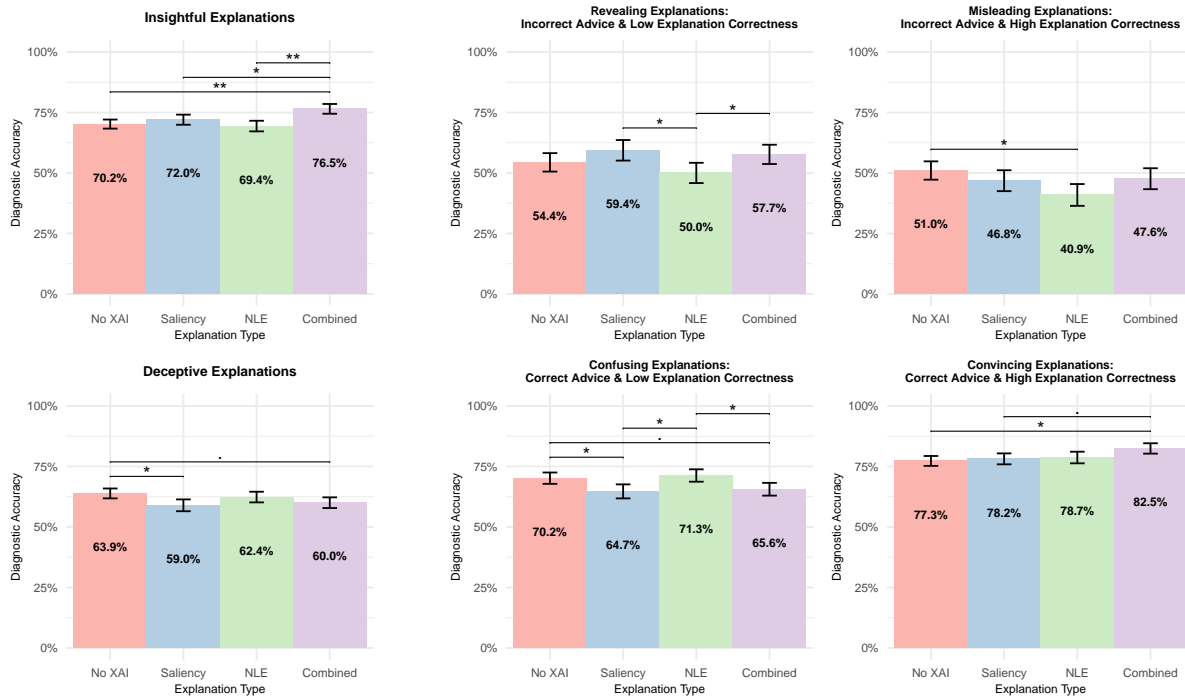 Insightful Explanations
100%
75%
50%
25%
0%
Diagnostic Accuracy
**
*
**
70.2%
72.0%
69.4%
76.5%
No XAI Saliency NLE Combined
Explanation Type
Revealing Explanations:
Incorrect Advice & Low Explanation Correctness
100%
75%
50%
25%
0%
Diagnostic Accuracy
*
*
54.4%
59.4%
50.0%
57.7%
No XAI Saliency NLE Combined
Explanation Type
Misleading Explanations:
Incorrect Advice & High Explanation Correctness
100%
75%
50%
25%
0%
Diagnostic Accuracy
*
51.0%
46.8%
40.9%
47.6%
No XAI Saliency NLE Combined
Explanation Type
Deceptive Explanations
100%
75%
50%
25%
0%
Diagnostic Accuracy
.
*
63.9%
59.0%
62.4%
60.0%
No XAI Saliency NLE Combined
Explanation Type
Confusing Explanations:
Correct Advice & Low Explanation Correctness
100%
75%
50%
25%
0%
Diagnostic Accuracy
*
*
.
*
70.2%
64.7%
71.3%
65.6%
No XAI Saliency NLE Combined
Explanation Type
Convincing Explanations:
Correct Advice & High Explanation Correctness
100%
75%
50%
25%
0%
Diagnostic Accuracy
.
*
77.3%
78.2%
78.7%
82.5%
No XAI Saliency NLE Combined
Explanation Type